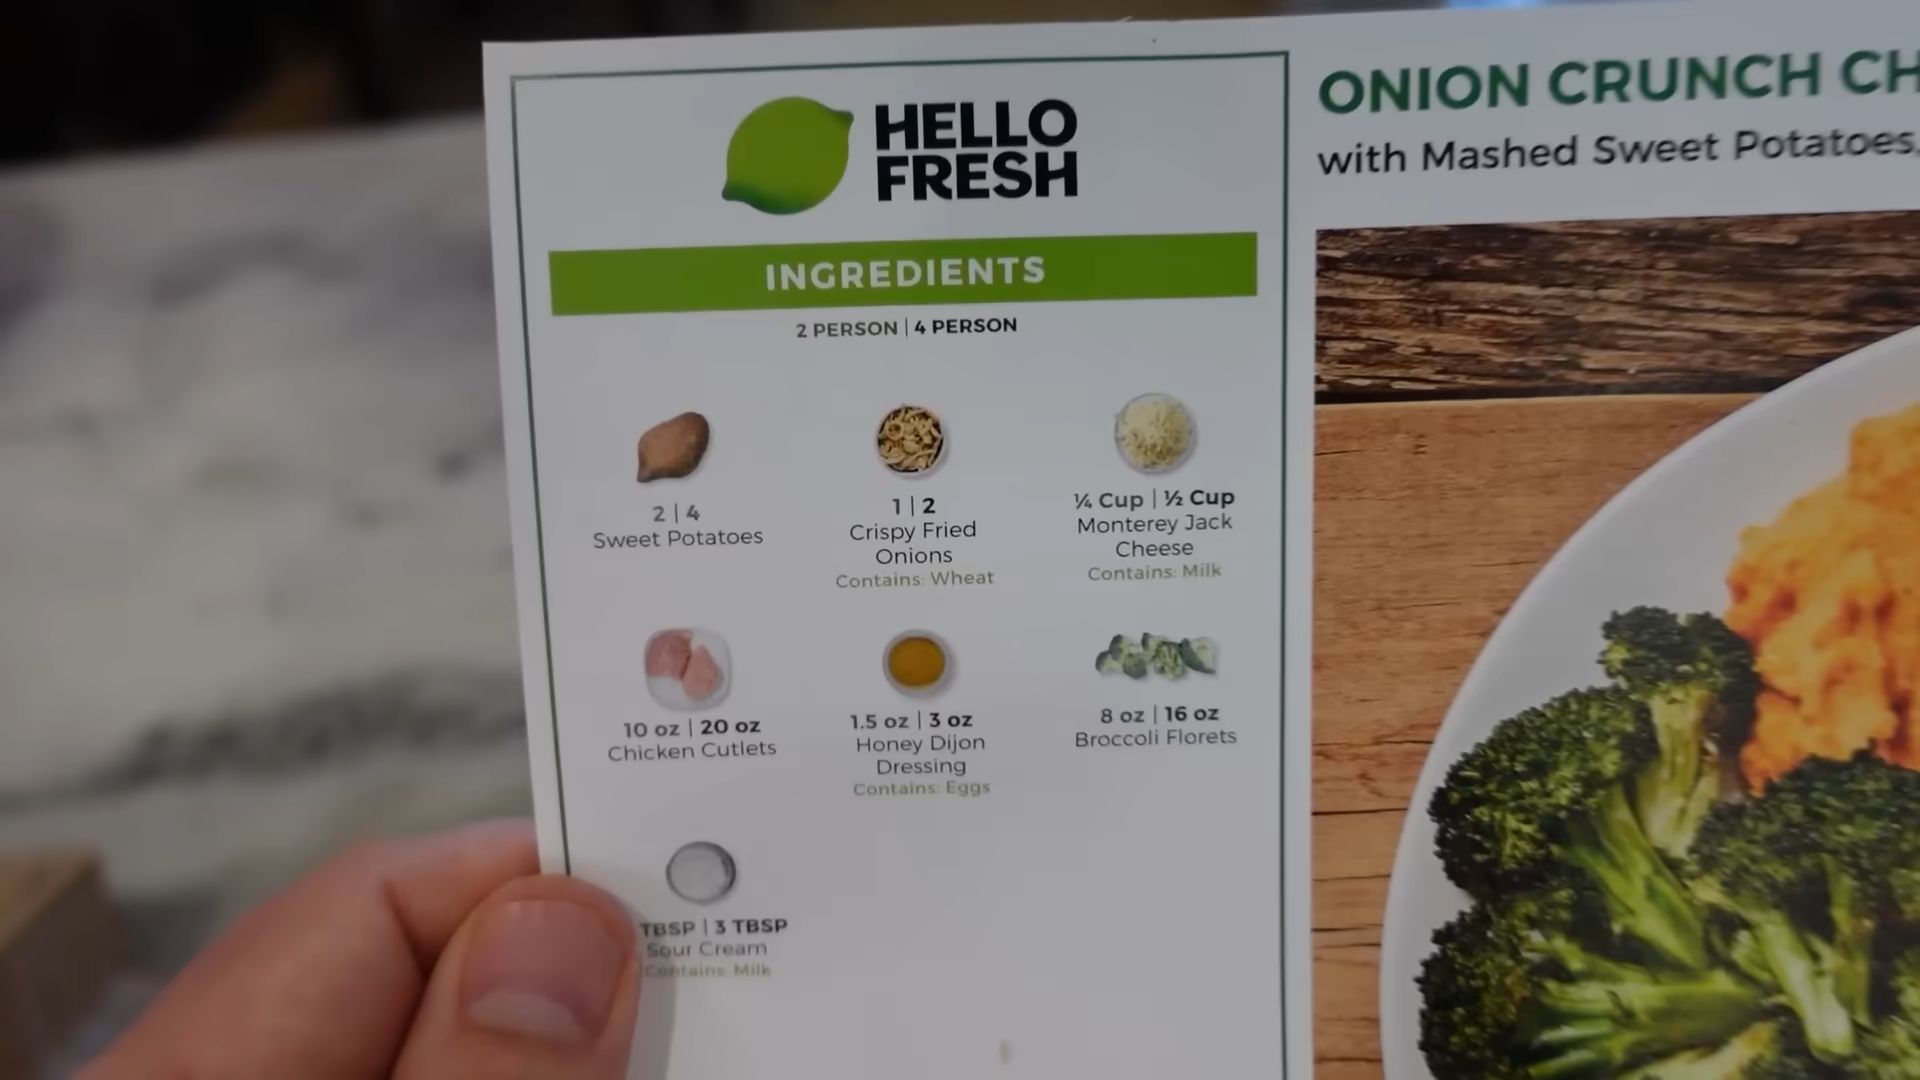 HELLO
FRESH
INGREDIENTS
2 PERSON | 4 PERSON
2 | 4
Sweet Potatoes
1 | 2
Crispy Fried
Onions
Contains: Wheat
¼ Cup | ½ Cup
Monterey Jack
Cheese
Contains: Milk
10 oz | 20 oz
Chicken Cutlets
1.5 oz | 3 oz
Honey Dijon
Dressing
Contains: Eggs
8 oz | 16 oz
Broccoli Florets
TBSP | 3 TBSP
Sour Cream
Contains: Milk
ONION CRUNCH CH
with Mashed Sweet Potatoes,